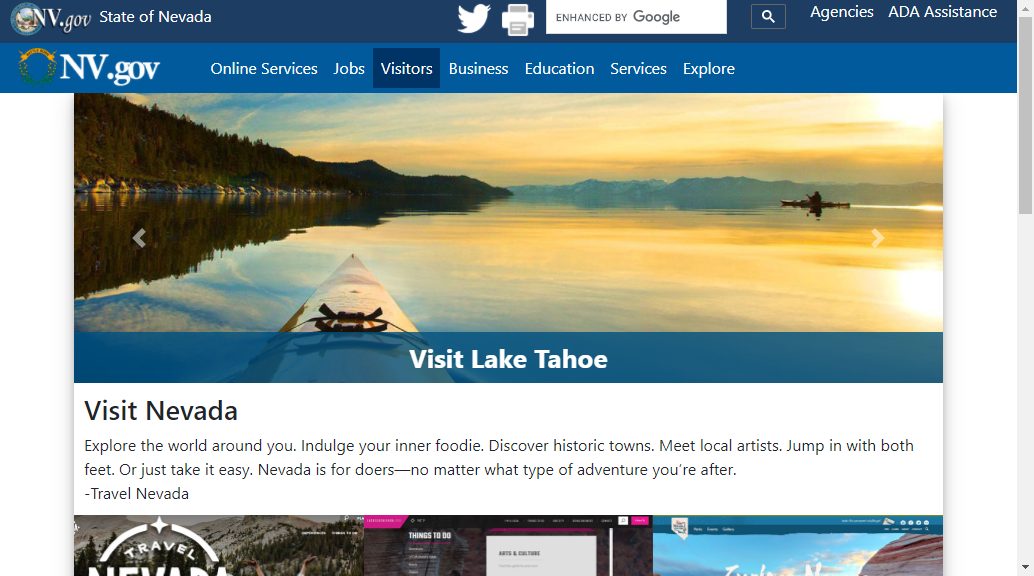 NV.gov State of Nevada
ENHANCED BY Google
Agencies ADA Assistance
NV.gov
Online Services Jobs Visitors Business Education Services Explore
Visit Lake Tahoe
Visit Nevada
Explore the world around you. Indulge your inner foodie. Discover historic towns. Meet local artists. Jump in with both
feet. Or just take it easy. Nevada is for doers—no matter what type of adventure you’re after.
-Travel Nevada
TRAVEL
NEVADA
THINGS TO DO
ARTS & CULTURE
Explore